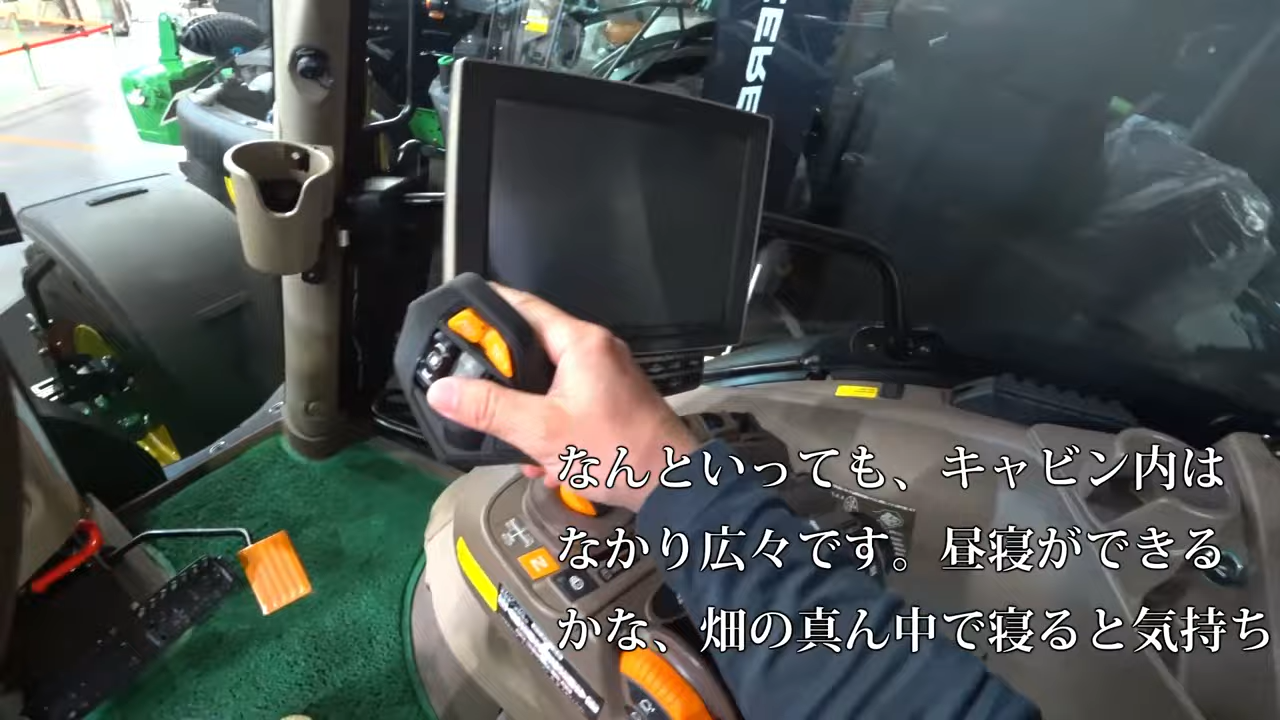 EERE
なんといっても、キャビン内は
なかり広々です。昼寝ができる
かな、畑の真ん中で寝ると気持ち
N